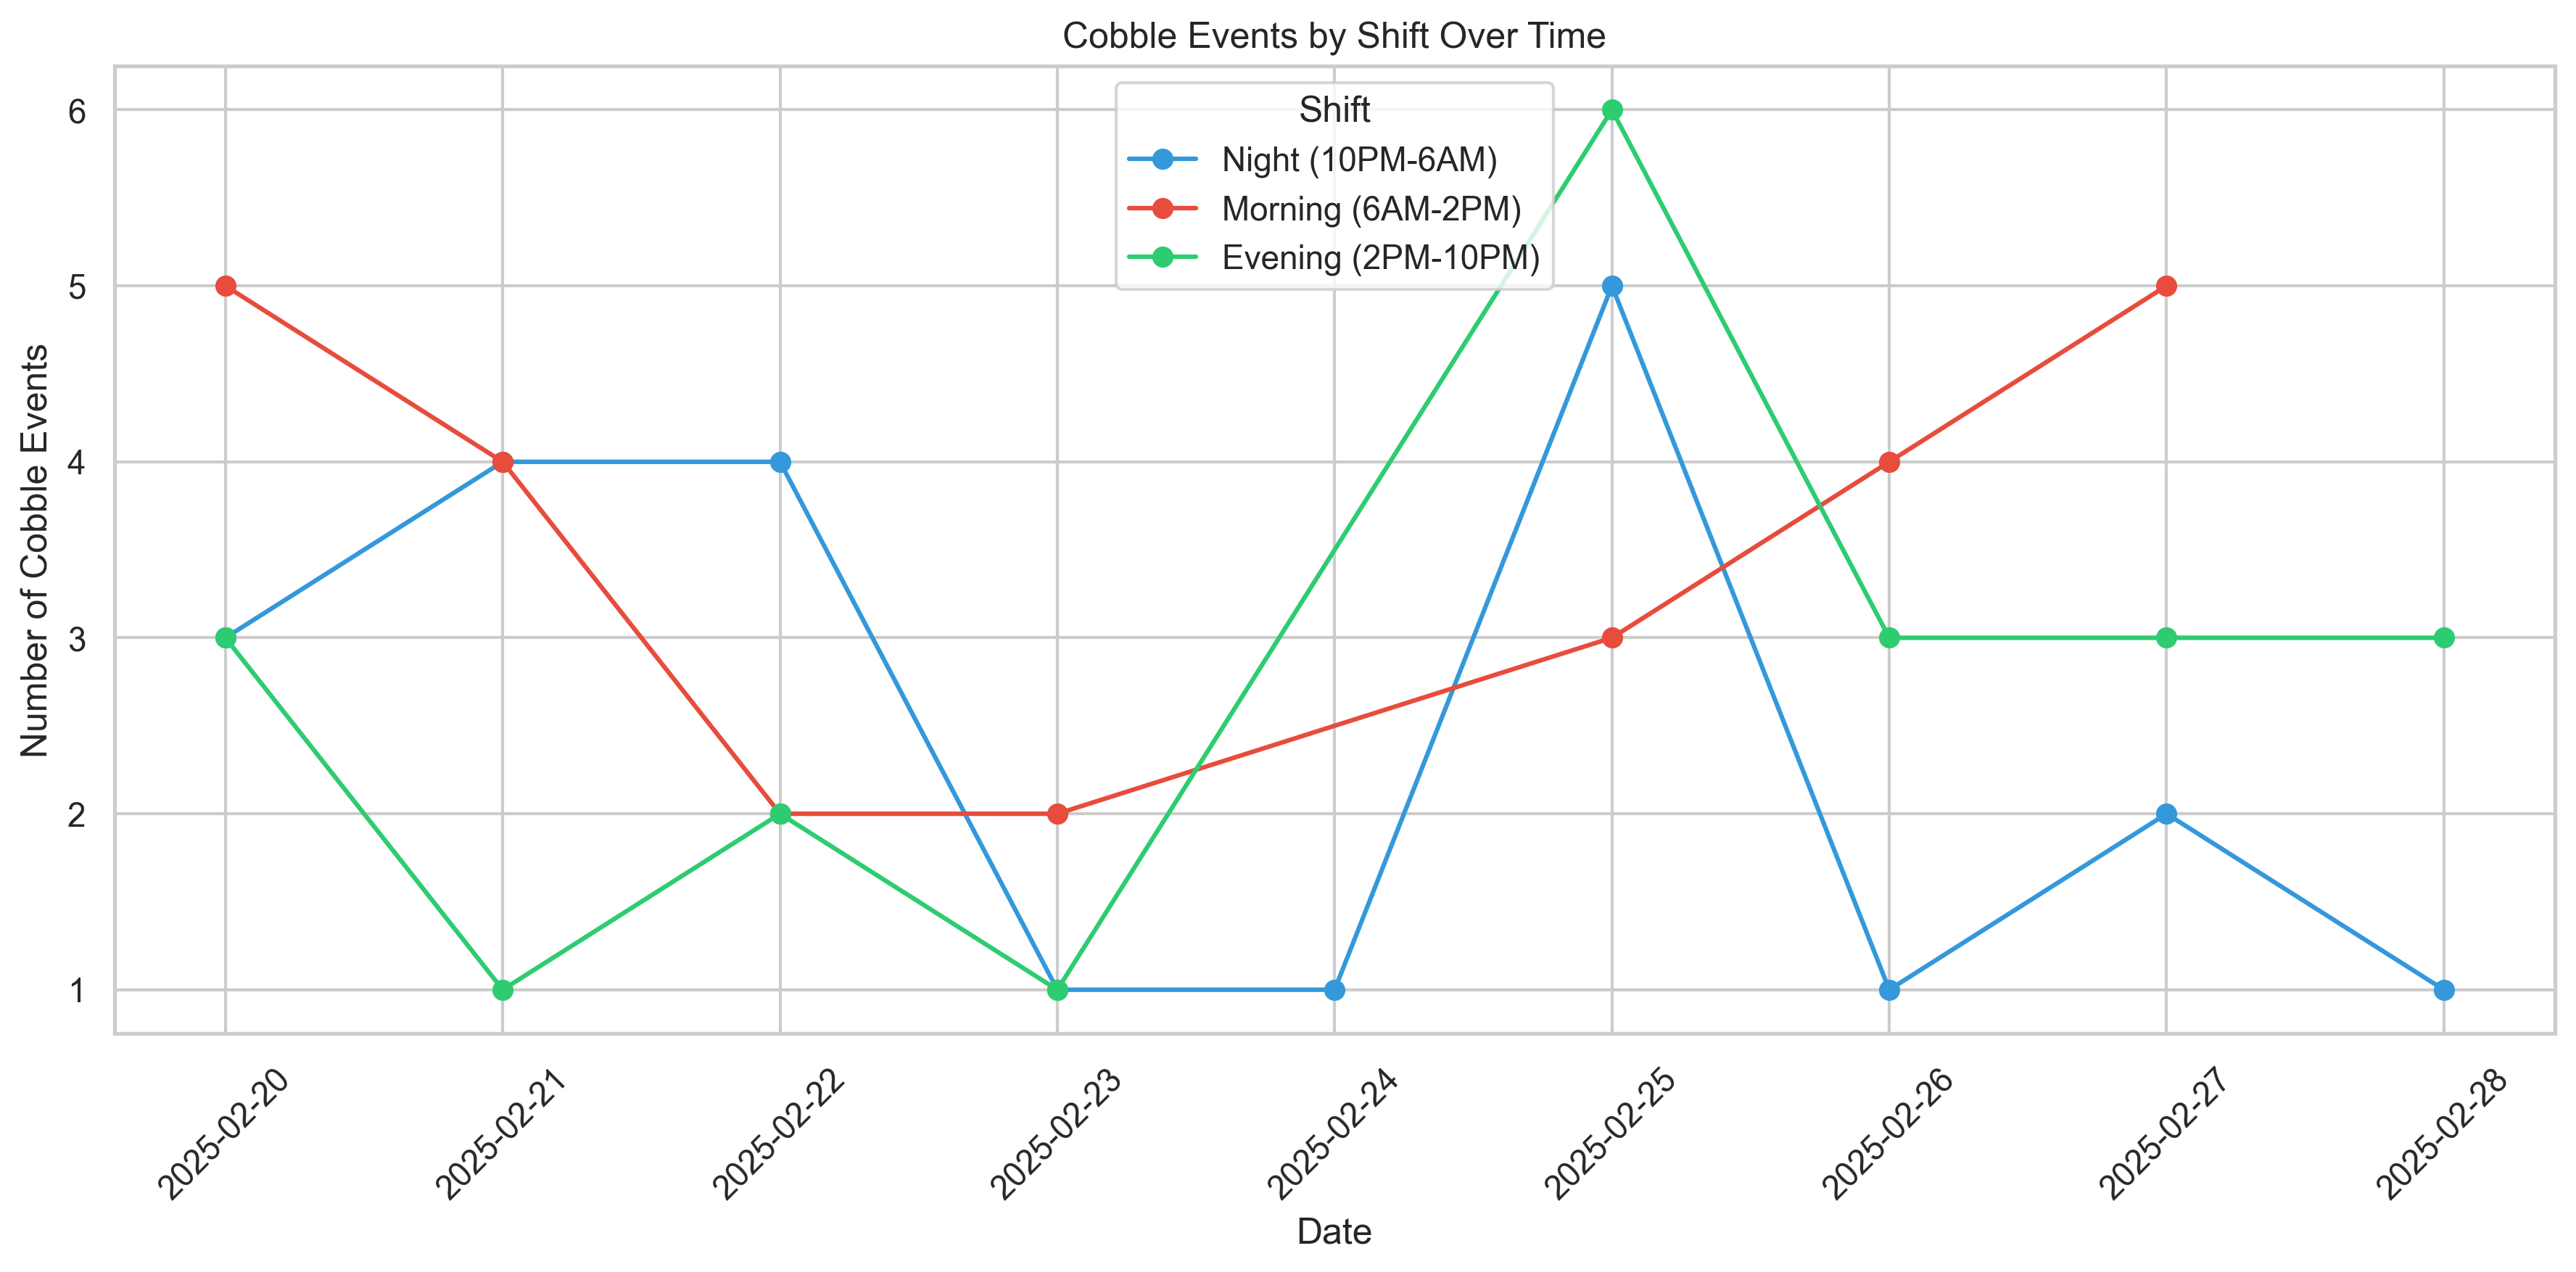 Cobble Events by Shift Over Time
Number of Cobble Events
6
5
4
3
2
1
Shift
Night (10PM-6AM)
Morning (6AM-2PM)
Evening (2PM-10PM)
2025-02-20
2025-02-21
2025-02-22
2025-02-23
2025-02-24
2025-02-25
2025-02-26
2025-02-27
2025-02-28
Date